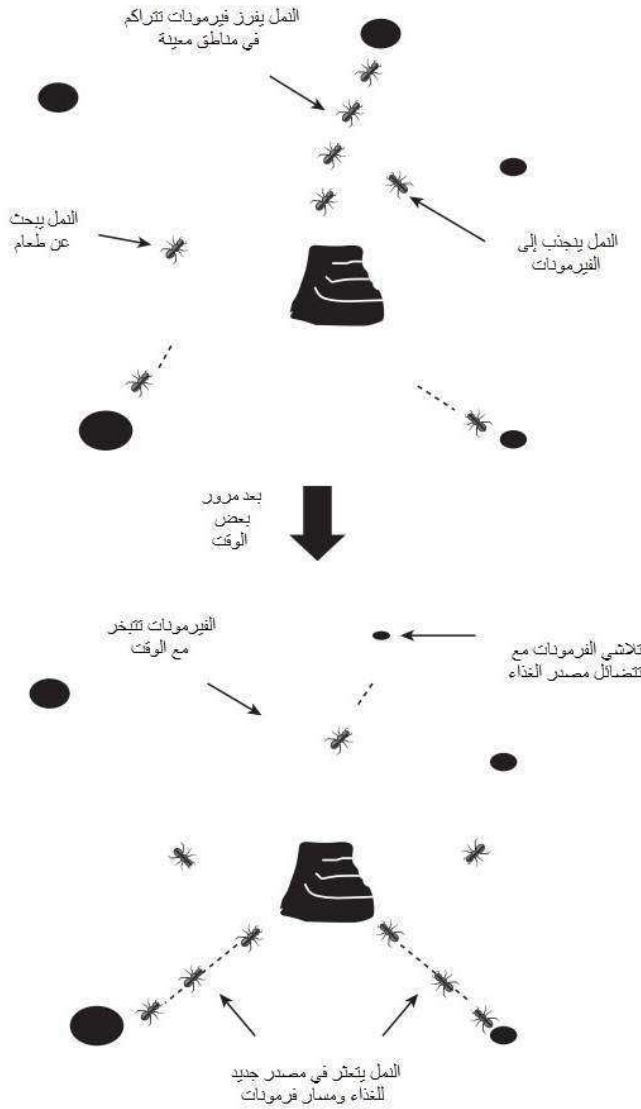 النمل يفرز فيرمونات تتراكم
في مناطق معينة
النمل يبحث
عن طعام
النمل ينجذب إلى
الفيرمونات
بعد مرور
بعض
الوقت
الفيرمونات تتبخر
مع الوقت
تلاشي الفرمونات مع
تتضائل مصدر الغذاء
النمل يتعثر في مصدر جديد
للغذاء ومسار فرمونات